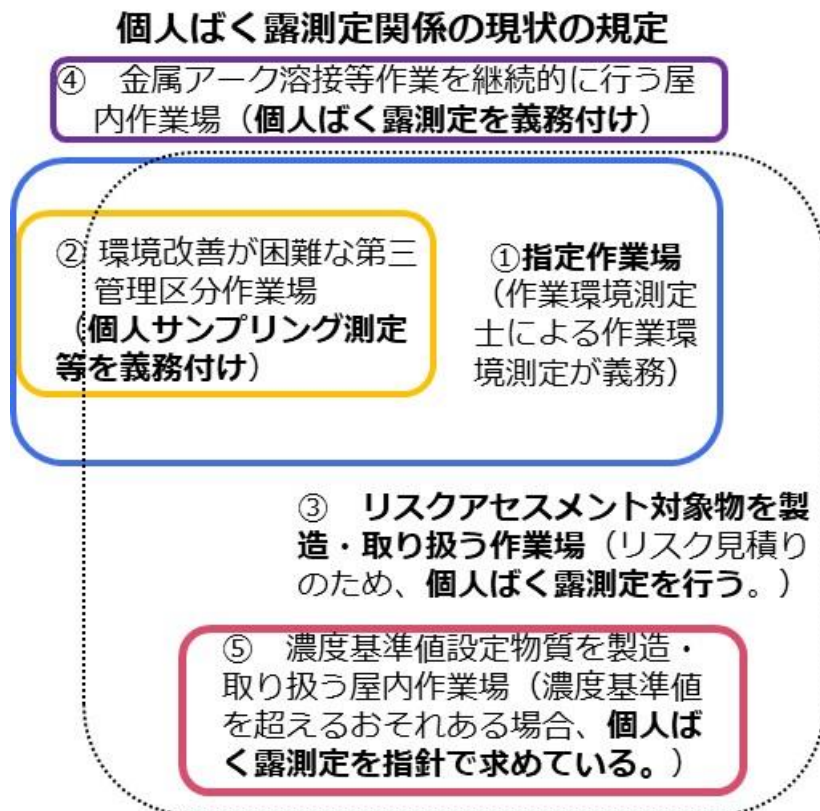 個人ばく露測定関係の現状の規定
④ 金属アーク溶接等作業を継続的に行う屋
内作業場（個人ばく露測定を義務付け）
② 環境改善が困難な第三
管理区分作業場
（個人サンプリング測定
等を義務付け）
①指定作業場
（作業環境測定
士による作業環
境測定が義務）
③ リスクアセスメント対象物を製
造・取り扱う作業場（リスク見積り
のため、個人ばく露測定を行う。）
⑤ 濃度基準値設定物質を製造・
取り扱う屋内作業場（濃度基準値
を超えるおそれある場合、個人ば
く露測定を指針で求めている。）